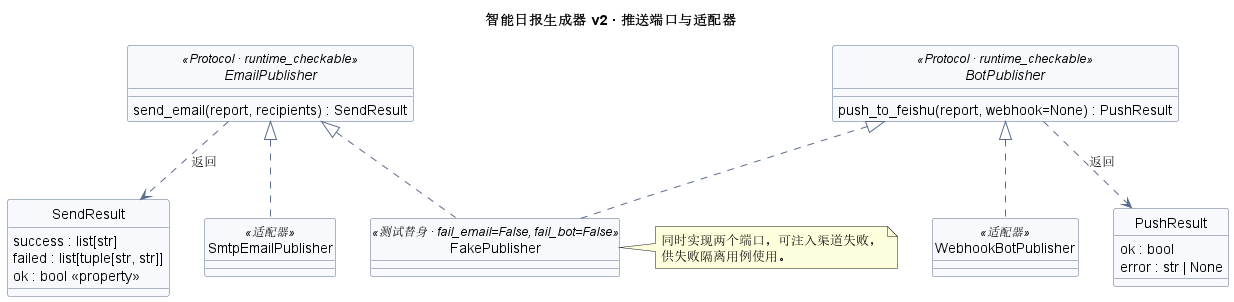 智能日报生成器 v2 · 推送端口与适配器
«Protocol · runtime_checkable»
EmailPublisher
send_email(report, recipients) : SendResult
«Protocol · runtime_checkable»
BotPublisher
push_to_feishu(report, webhook=None) : PushResult
返回
返回
SendResult
success : list[str]
failed : list[tuple[str, str]]
ok : bool «property»
«适配器»
SmtpEmailPublisher
«测试替身 · fail_email=False, fail_bot=False»
FakePublisher
同时实现两个端口，可注入渠道失败，
供失败隔离用例使用。
«适配器»
WebhookBotPublisher
PushResult
ok : bool
error : str | None